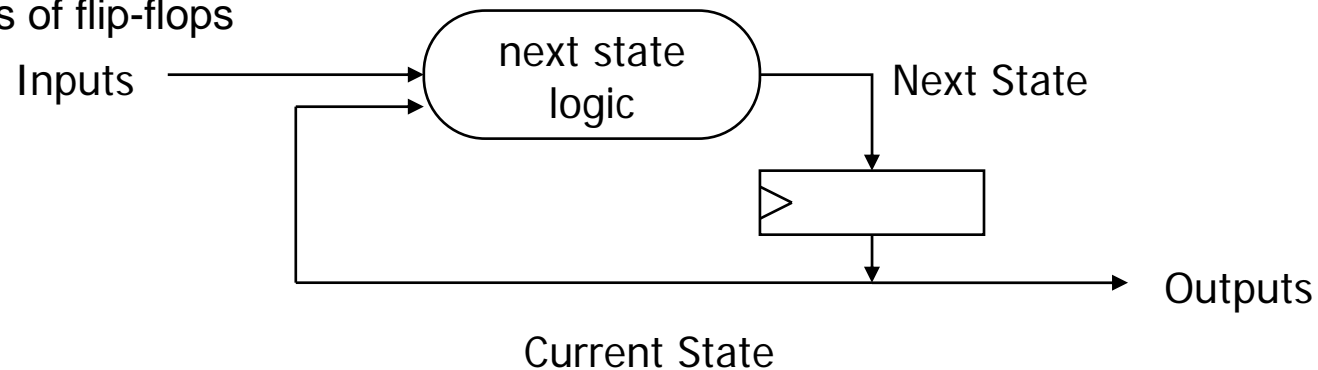 of flip-flops
next state
logic
Inputs
Next State
Outputs
Current State